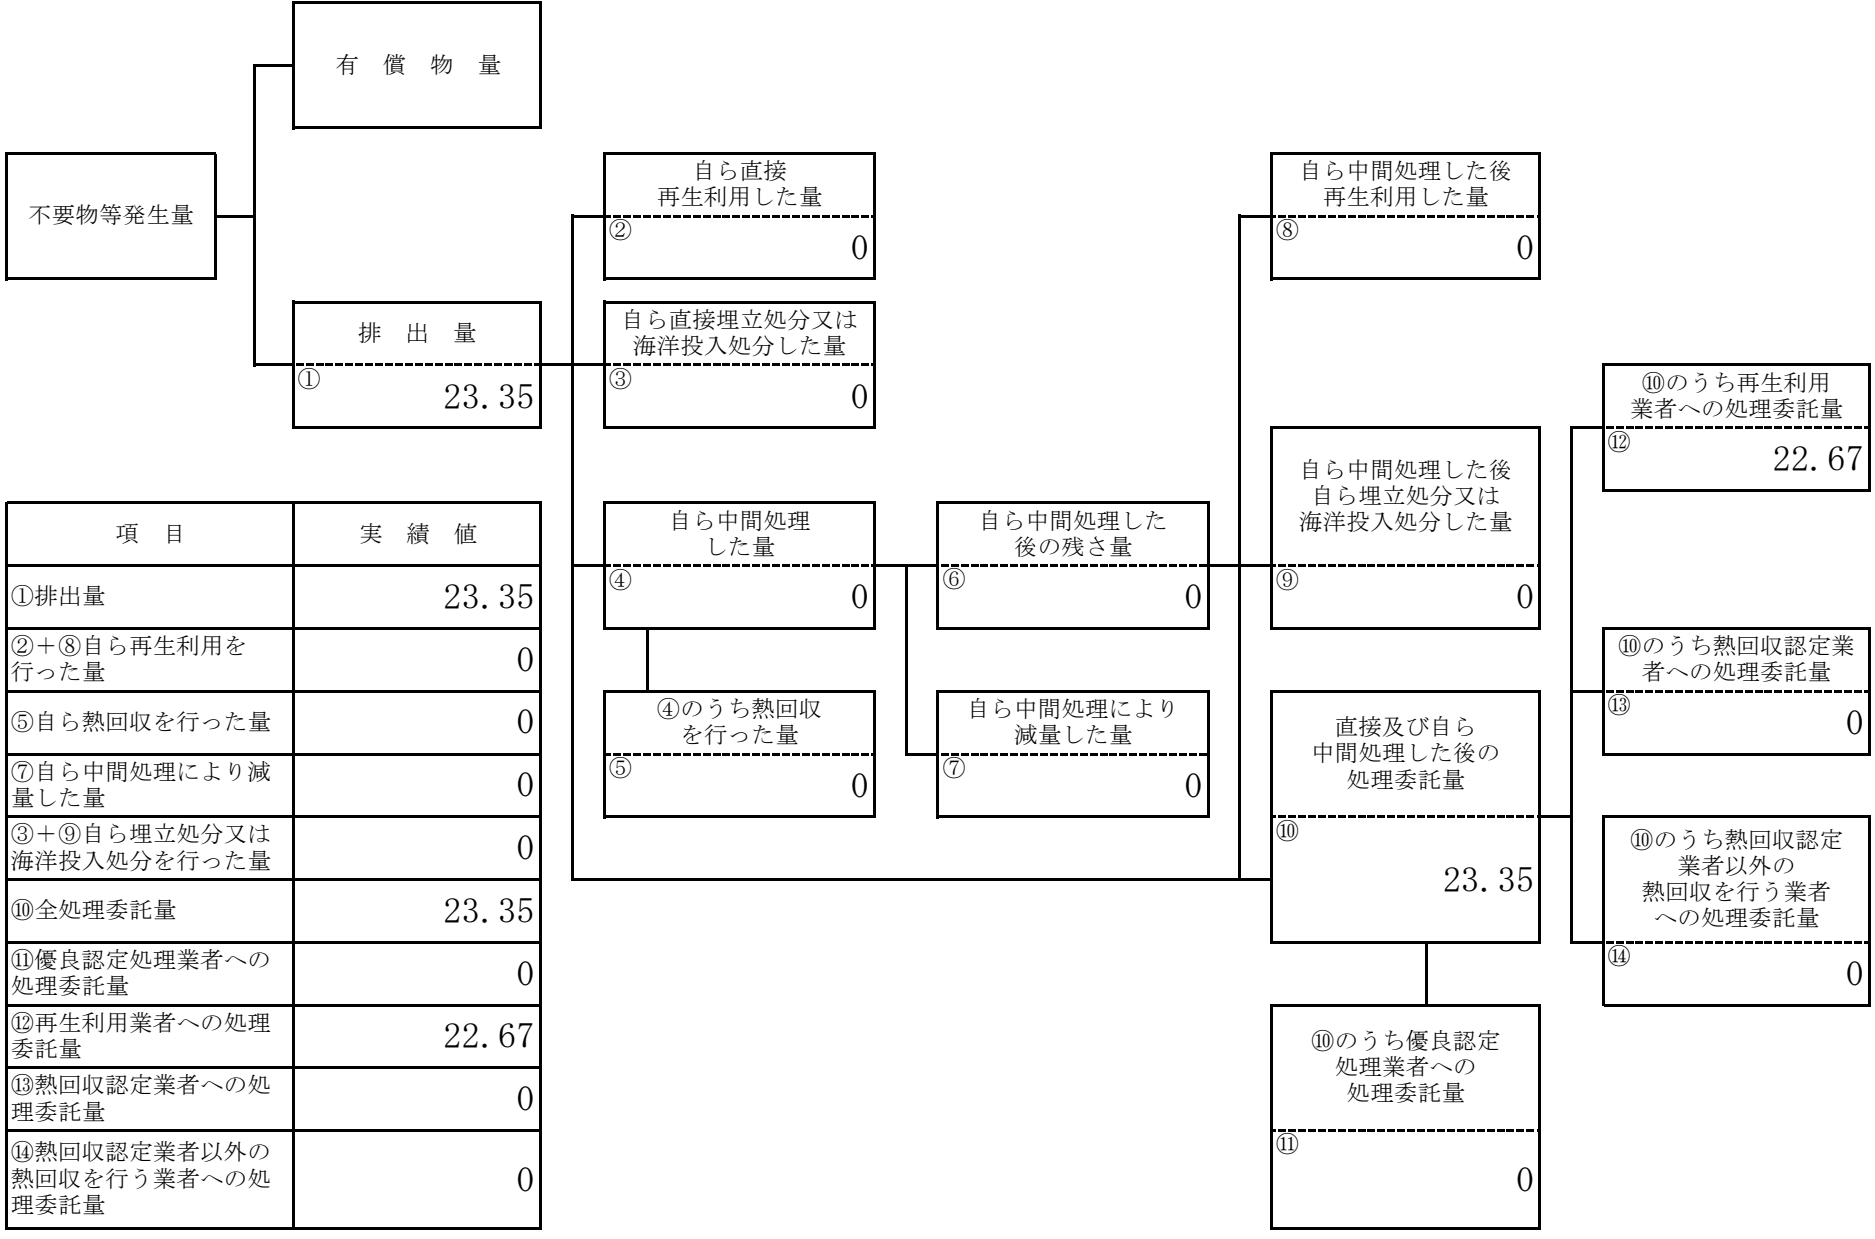 有 償 物 量
不要物等発生量
自ら直接
再生利用した量
②
0
自ら中間処理した後
再生利用した量
⑧
0
排 出 量
①
23.35
自ら直接埋立処分又は
海洋投入処分した量
③
0
⑩のうち再生利用
業者への処理委託量
⑫
22.67
自ら中間処理した後
自ら埋立処分又は
海洋投入処分した量
⑨
0
自ら中間処理
した量
④
0
自ら中間処理した
後の残さ量
⑥
0
⑩のうち熱回収認定業
者への処理委託量
⑬
0
④のうち熱回収
を行った量
⑤
0
自ら中間処理により
減量した量
⑦
0
直接及び自ら
中間処理した後の
処理委託量
⑩
23.35
⑩のうち熱回収認定
業者以外の
熱回収を行う業者
への処理委託量
⑭
0
⑩のうち優良認定
処理業者への
処理委託量
⑪
0
項 目 実 績 値
①排出量 23.35
②＋⑧自ら再生利用を
行った量 0
⑤自ら熱回収を行った量 0
⑦自ら中間処理により減
量した量 0
③＋⑨自ら埋立処分又は
海洋投入処分を行った量 0
⑩全処理委託量 23.35
⑪優良認定処理業者への
処理委託量 0
⑫再生利用業者への処理
委託量 22.67
⑬熱回収認定業者への処
理委託量 0
⑭熱回収認定業者以外の
熱回収を行う業者への処
理委託量 0